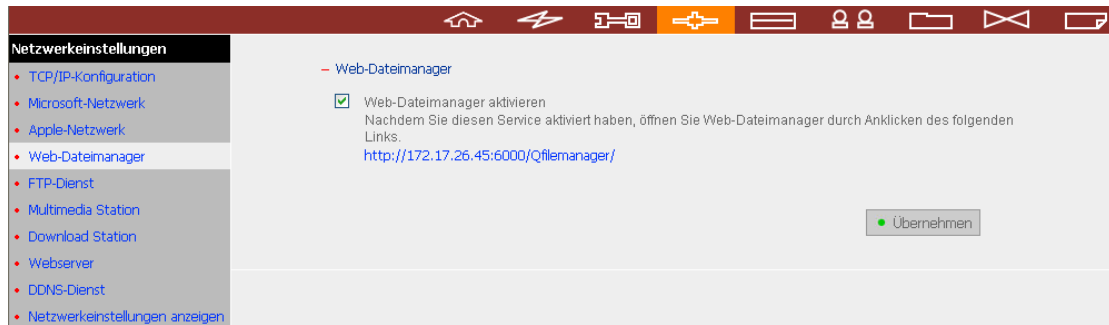 Netzwerkeinstellungen
TCP/IP-Konfiguration
Microsoft-Netzwerk
Apple-Netzwerk
Web-Dateimanager
FTP-Dienst
Multimedia Station
Download Station
Webserver
DDNS-Dienst
Netzwerkeinstellungen anzeigen
– Web-Dateimanager
Web-Dateimanager aktivieren
Nachdem Sie diesen Service aktiviert haben, öffnen Sie Web-Dateimanager durch Anklicken des folgenden
Links.
http://172.17.26.45:6000/Qfilemanager/
Übernehmen